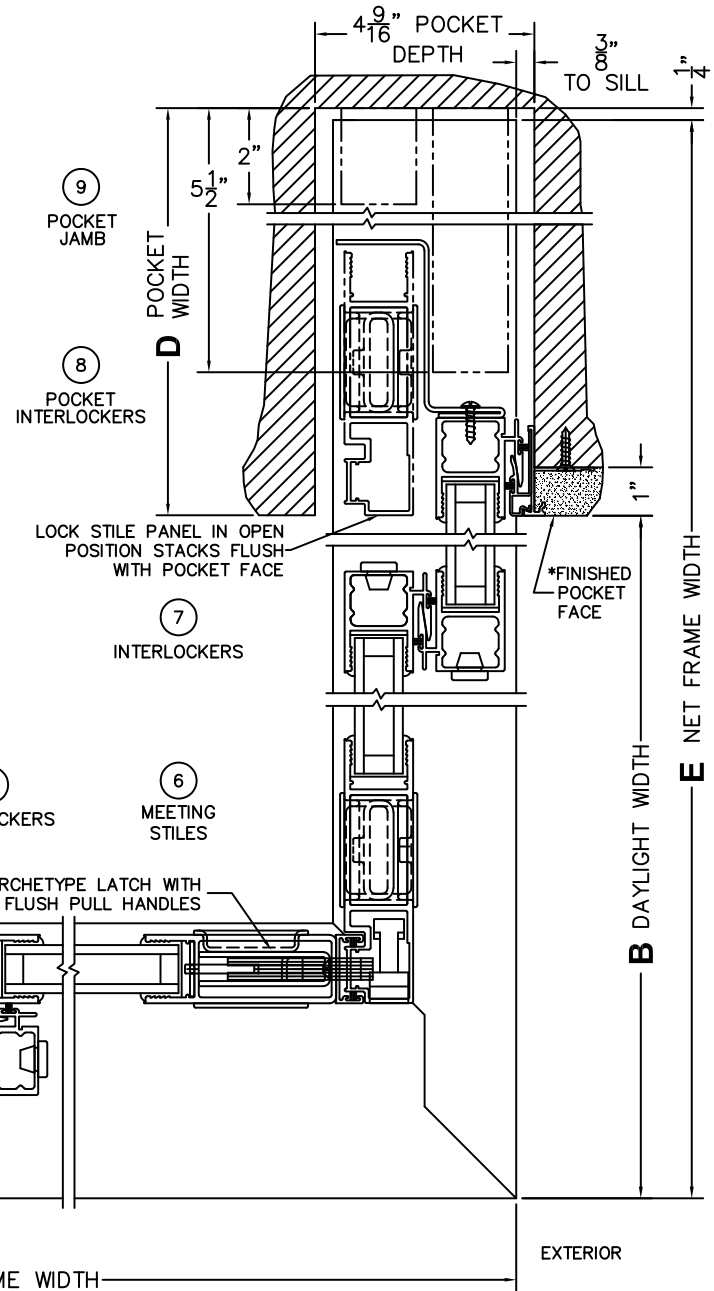 4 9/16" POCKET
DEPTH
3/8"
TO SILL
1/4"
2"
5 1/2"
9
POCKET
JAMB
D POCKET
WIDTH
8
POCKET
INTERLOCKERS
1"
LOCK STILE PANEL IN OPEN
POSITION STACKS FLUSH
WITH POCKET FACE
*FINISHED
POCKET
FACE
7
INTERLOCKERS
E NET FRAME WIDTH
B DAYLIGHT WIDTH
6
MEETING
STILES
CKERS
RCHETYPE LATCH WITH
FLUSH PULL HANDLES
EXTERIOR
ME WIDTH